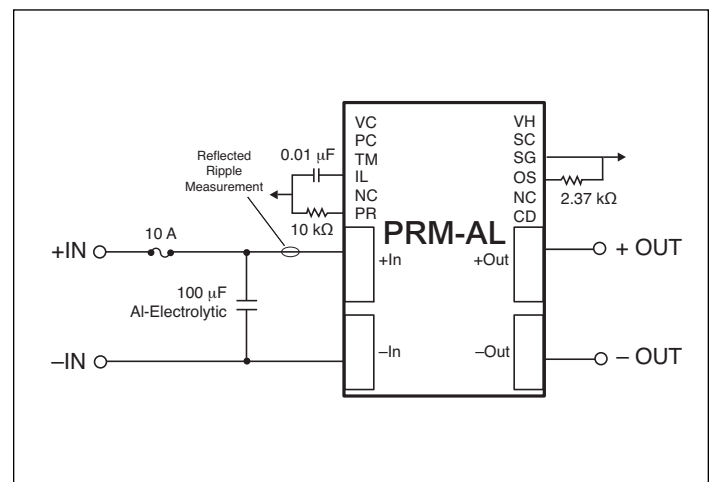 VC
PC
TM
IL
NC
PR
VH
SC
SG
OS
NC
CD
Reflected
Ripple
Measurement
0.01 μF
10 kΩ
2.37 kΩ
PRM-AL
10 A
+IN
+In
+Out
+ OUT
100 μF
Al-Electrolytic
–IN
–In
–Out
– OUT